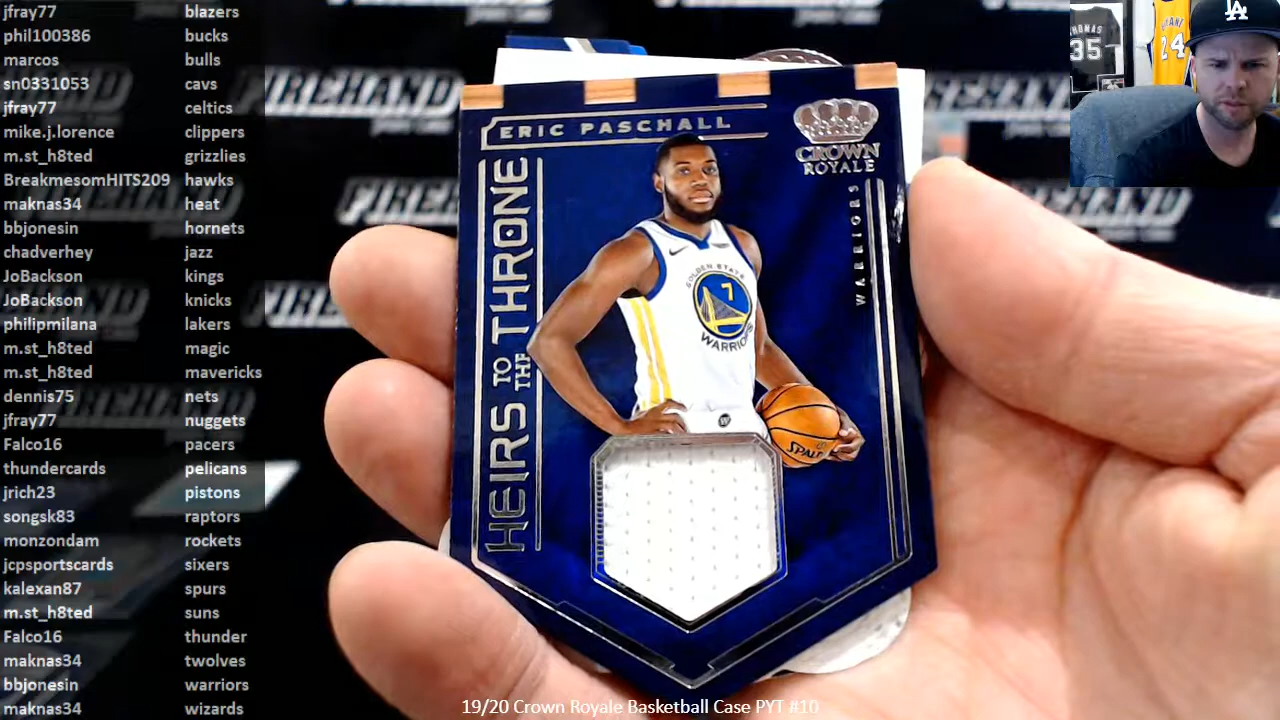 jfray77 blazers
phil100386 bucks
marcos bulls
sn0331053 cavs
jfray77 celtics
mike.j.lorence clippers
m.st_h8ted grizzlies
BreakmesomHITS209 hawks
maknas34 heat
bbjonesin hornets
chadverhey jazz
JoBackson kings
JoBackson knicks
philipmilana lakers
m.st_h8ted magic
m.st_h8ted mavericks
dennis75 nets
jfray77 nuggets
Falco16 pacers
thundercards pelicans
jrich23 pistons
songsk83 raptors
monzondam rockets
jcpsportscards sixers
kalexan87 spurs
m.st_h8ted suns
Falco16 thunder
maknas34 twolves
bbjonesin warriors
maknas34 wizards
FIREHAND
FIREHAND
FIREHAND
ERIC PASCHALL
CROWN
ROYALE
HEIRS TO THE THRONE
WARRIORS
GOLDEN STATE
7
WARRIORS
LA
35
24
19/20 Crown Royale Basketball Case PYT #10